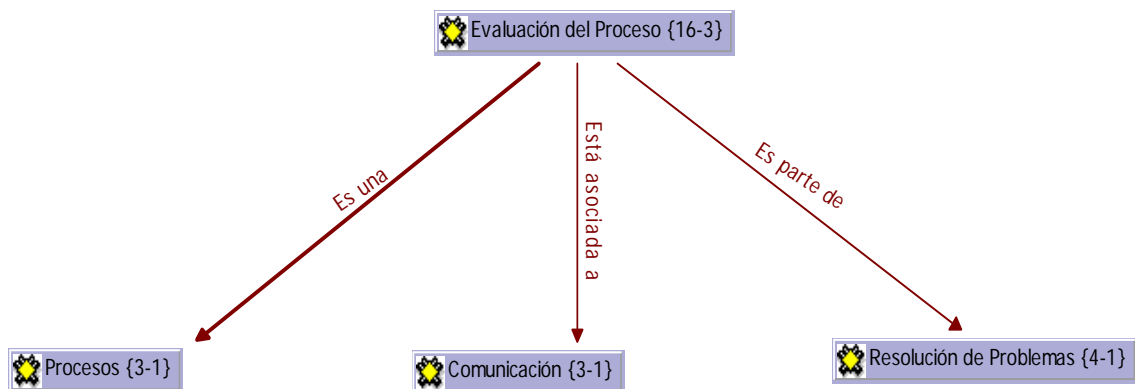 Evaluación del Proceso {16-3}
Es una
Está asociada a
Es parte de
Procesos {3-1}
Comunicación {3-1}
Resolución de Problemas {4-1}